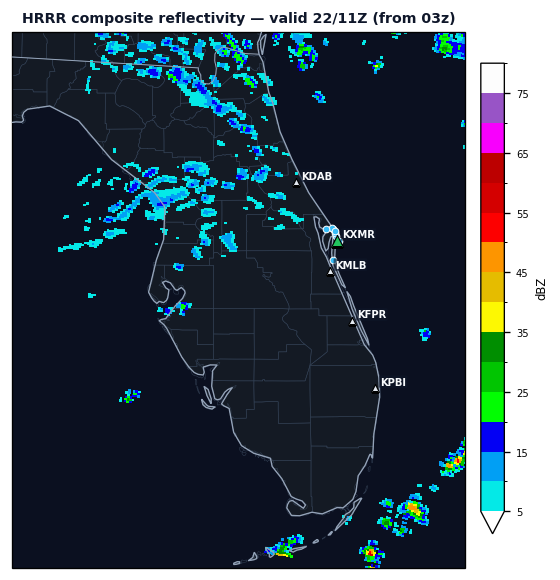 HRRR composite reflectivity — valid 22/11Z (from 03z)
KDAB
KXMR
KMLB
KFPR
KPBI
75
65
55
45
35
25
15
5
dBZ